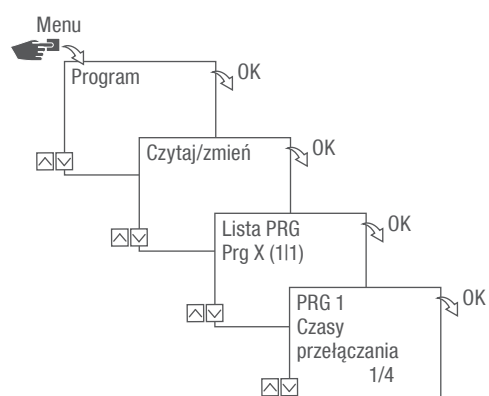 Menu
Program
OK
Czytaj/zmień
OK
Lista PRG
Prg X (1|1)
OK
PRG 1
Czasy
przełączania
1/4
OK